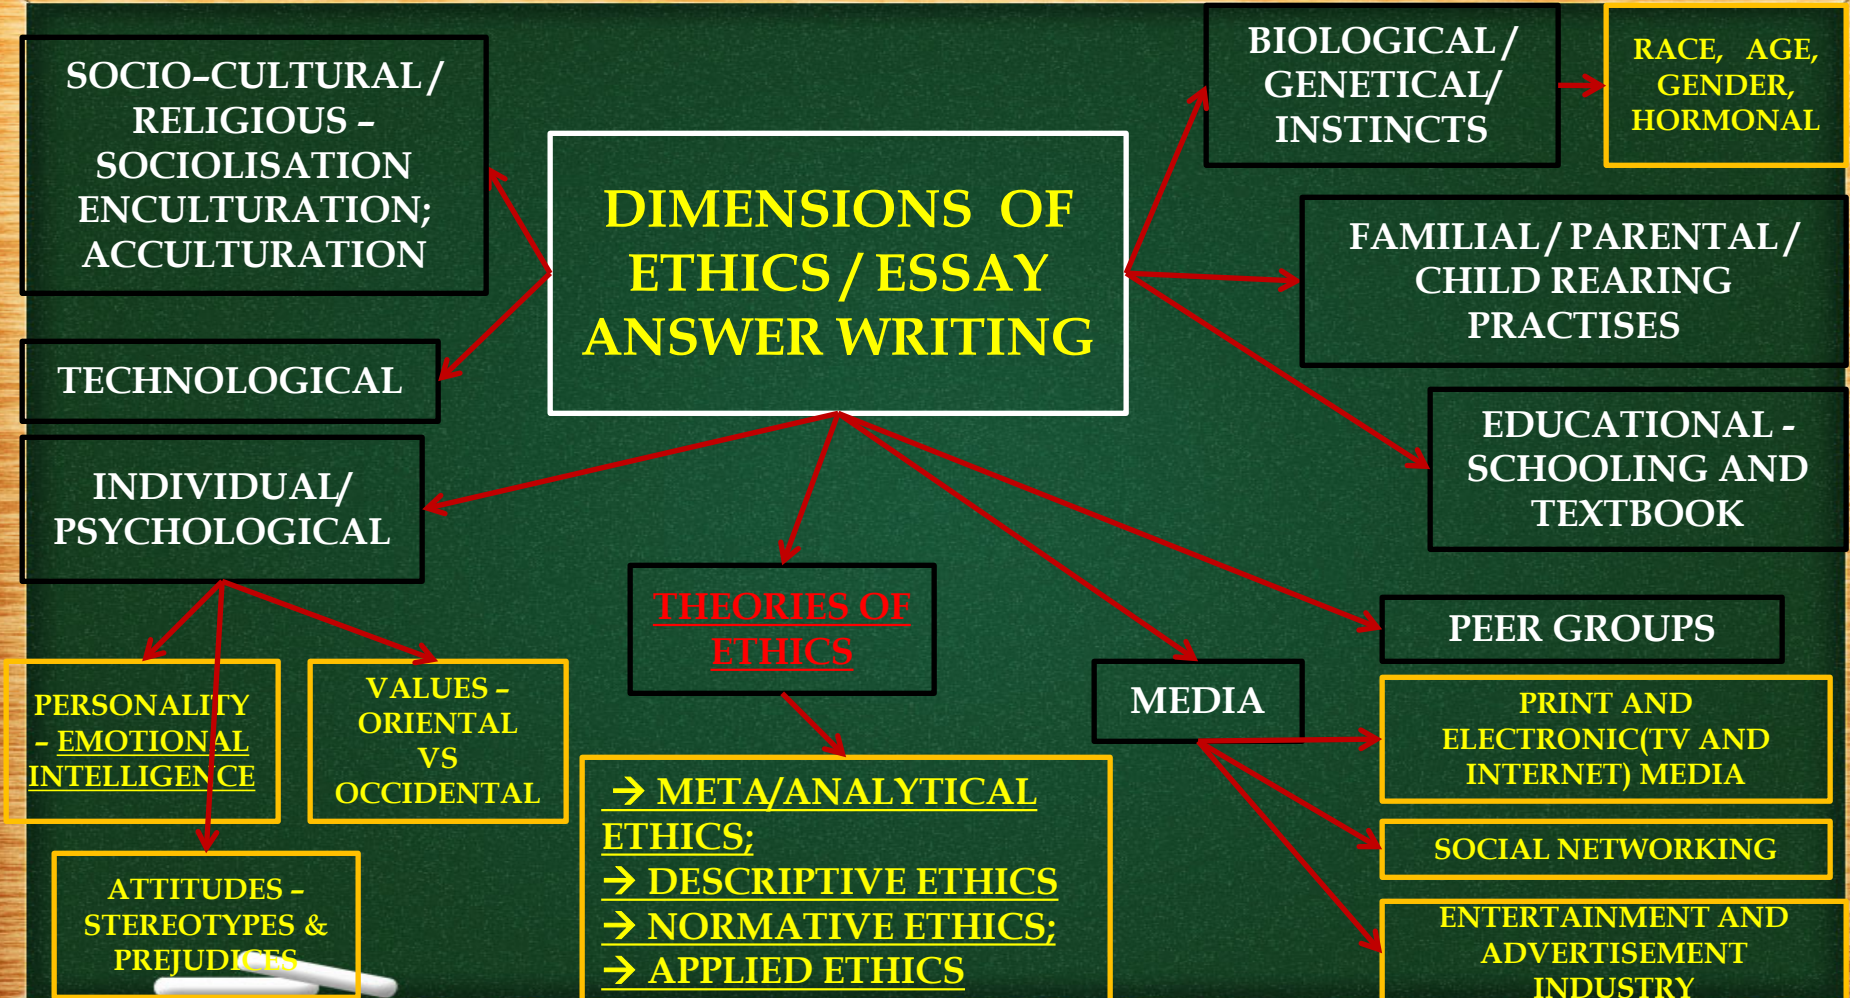 SOCIO–CULTURAL /
RELIGIOUS –
SOCIOLISATION
ENCULTURATION;
ACCULTURATION
TECHNOLOGICAL
INDIVIDUAL/
PSYCHOLOGICAL
PERSONALITY
– EMOTIONAL
INTELLIGENCE
VALUES –
ORIENTAL
VS
OCCIDENTAL
ATTITUDES –
STEREOTYPES &
PREJUDICES
DIMENSIONS OF
ETHICS / ESSAY
ANSWER WRITING
THEORIES OF
ETHICS
→ META/ANALYTICAL
ETHICS;
→ DESCRIPTIVE ETHICS
→ NORMATIVE ETHICS;
→ APPLIED ETHICS
BIOLOGICAL /
GENETICAL/
INSTINCTS
RACE, AGE,
GENDER,
HORMONAL
FAMILIAL / PARENTAL /
CHILD REARING
PRACTISES
EDUCATIONAL -
SCHOOLING AND
TEXTBOOK
PEER GROUPS
MEDIA
PRINT AND
ELECTRONIC(TV AND
INTERNET) MEDIA
SOCIAL NETWORKING
ENTERTAINMENT AND
ADVERTISEMENT
INDUSTRY